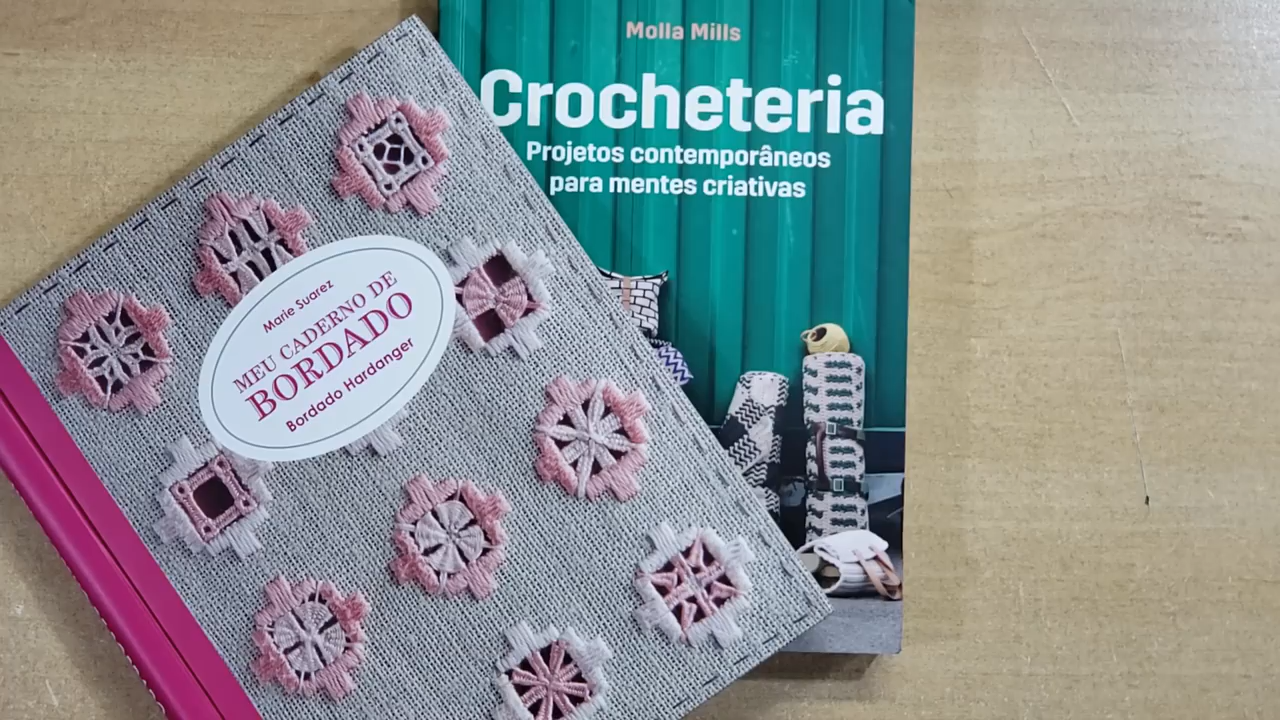 Molla Mills
Crocheteria
Projetos contemporâneos
para mentes criativas
Marie Suarez
MEU CADERNO DE
BORDADO
Bordado Hardanger